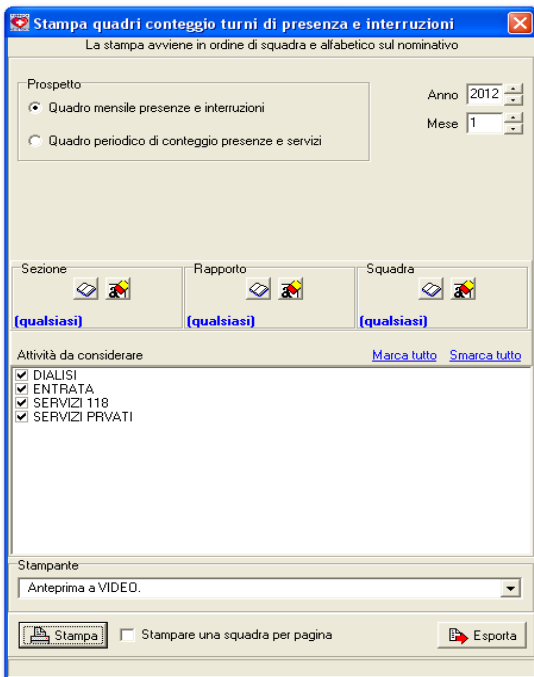 Stampa quadri conteggio turni di presenza e interruzioni
La stampa avviene in ordine di squadra e alfabetico sul nominativo
Prospetto
Quadro mensile presenze e interruzioni
Anno 2012
Mese 1
Quadro periodico di conteggio presenze e servizi
Sezione Rapporto Squadra
(qualsiasi) (qualsiasi) (qualsiasi)
Attività da considerare Marca tutto Smarca tutto
DIALISI
ENTRATA
SERVIZI 118
SERVIZI PRVATI
Stampante
Anteprima a VIDEO.
Stampa Stampare una squadra per pagina Esporta